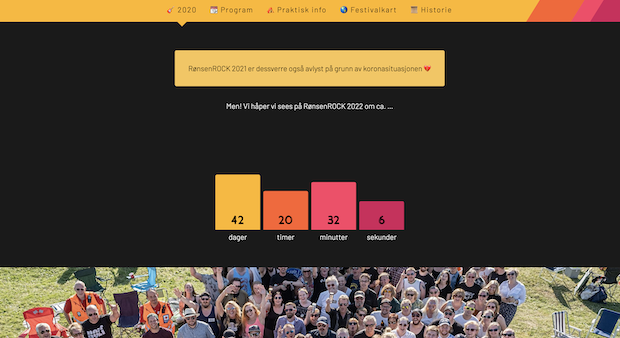 2020 Program Praktisk info Festivalkart Historie
RønsenROCK 2021 er dessverre også avlyst på grunn av koronasituasjonen
Men! Vi håper vi sees på RønsenROCK 2022 om ca. ...
42 20 32 6
dager timer minutter sekunder